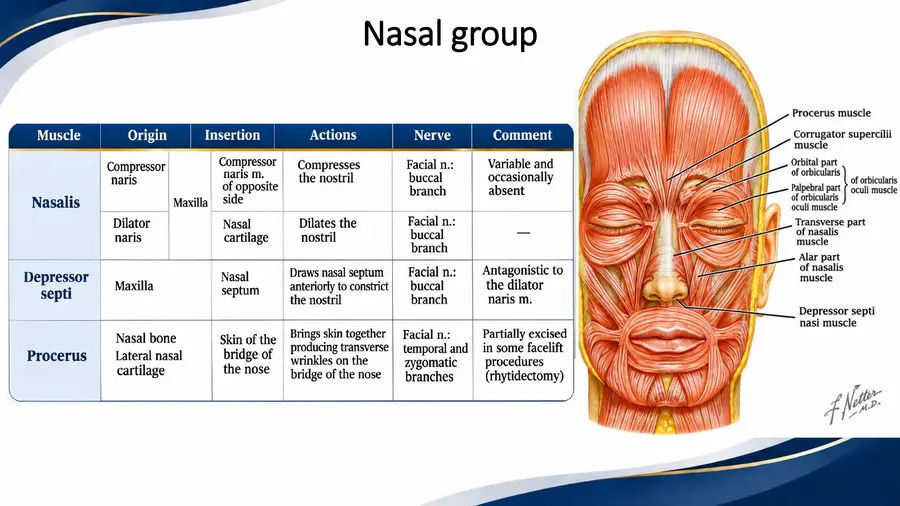 Nasal group
Muscle
Origin
Insertion
Actions
Nerve
Comment
Nasalis
Compressor
naris
Maxilla
Compressor
naris m.
of opposite
side
Compresses
the nostril
Facial n.:
buccal
branch
Variable and
occasionally
absent
Dilator
naris
Nasal
cartilage
Dilates the
nostril
Facial n.:
buccal
branch
—
Depressor
septi
Maxilla
Nasal
septum
Draws nasal septum
anteriorly to constrict
the nostril
Facial n.:
buccal
branch
Antagonistic to
the dilator
naris m.
Procerus
Nasal bone
Lateral nasal
cartilage
Skin of the
bridge of
the nose
Brings skin together
producing transverse
wrinkles on the
bridge of the nose
Facial n.:
temporal and
zygomatic
branches
Partially excised
in some facelift
procedures
(rhytidectomy)
Procerus muscle
Corrugator supercilii
muscle
Orbital part
of orbicularis
Palpebral part
of orbicularis
oculi muscle
of orbicularis
oculi muscle
Transverse part
of nasalis
muscle
Alar part
of nasalis
muscle
Depressor septi
nasi muscle
F. Netter
M.D.